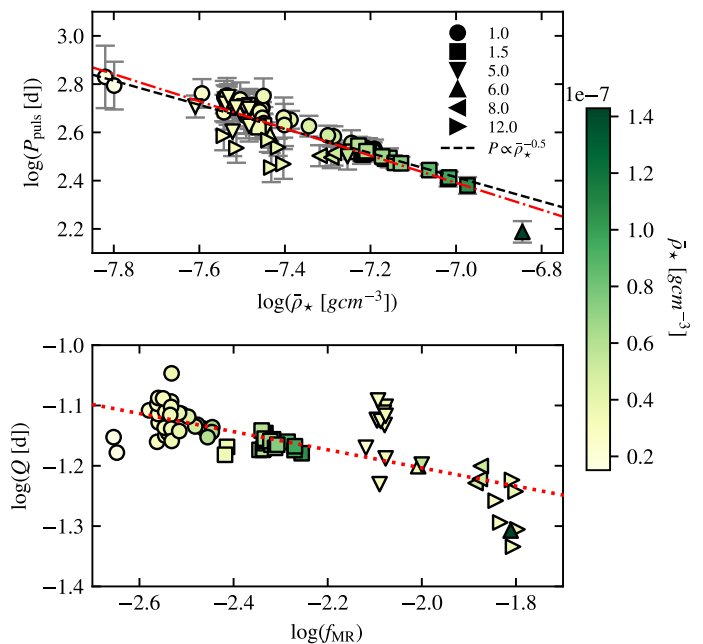 3.0
2.8
2.6
2.4
2.2
log(P_puls [d])
1.0
1.5
5.0
6.0
8.0
12.0
P ∝ ρ̄⋆^−0.5
−7.8 −7.6 −7.4 −7.2 −7.0 −6.8
log(ρ̄⋆ [gcm⁻³])
1e−7
1.4
1.2
1.0
0.8
0.6
0.4
0.2
ρ̄⋆ [gcm⁻³]
−1.0
−1.1
−1.2
−1.3
−1.4
log(Q [d])
−2.6 −2.4 −2.2 −2.0 −1.8
log(f_MR)